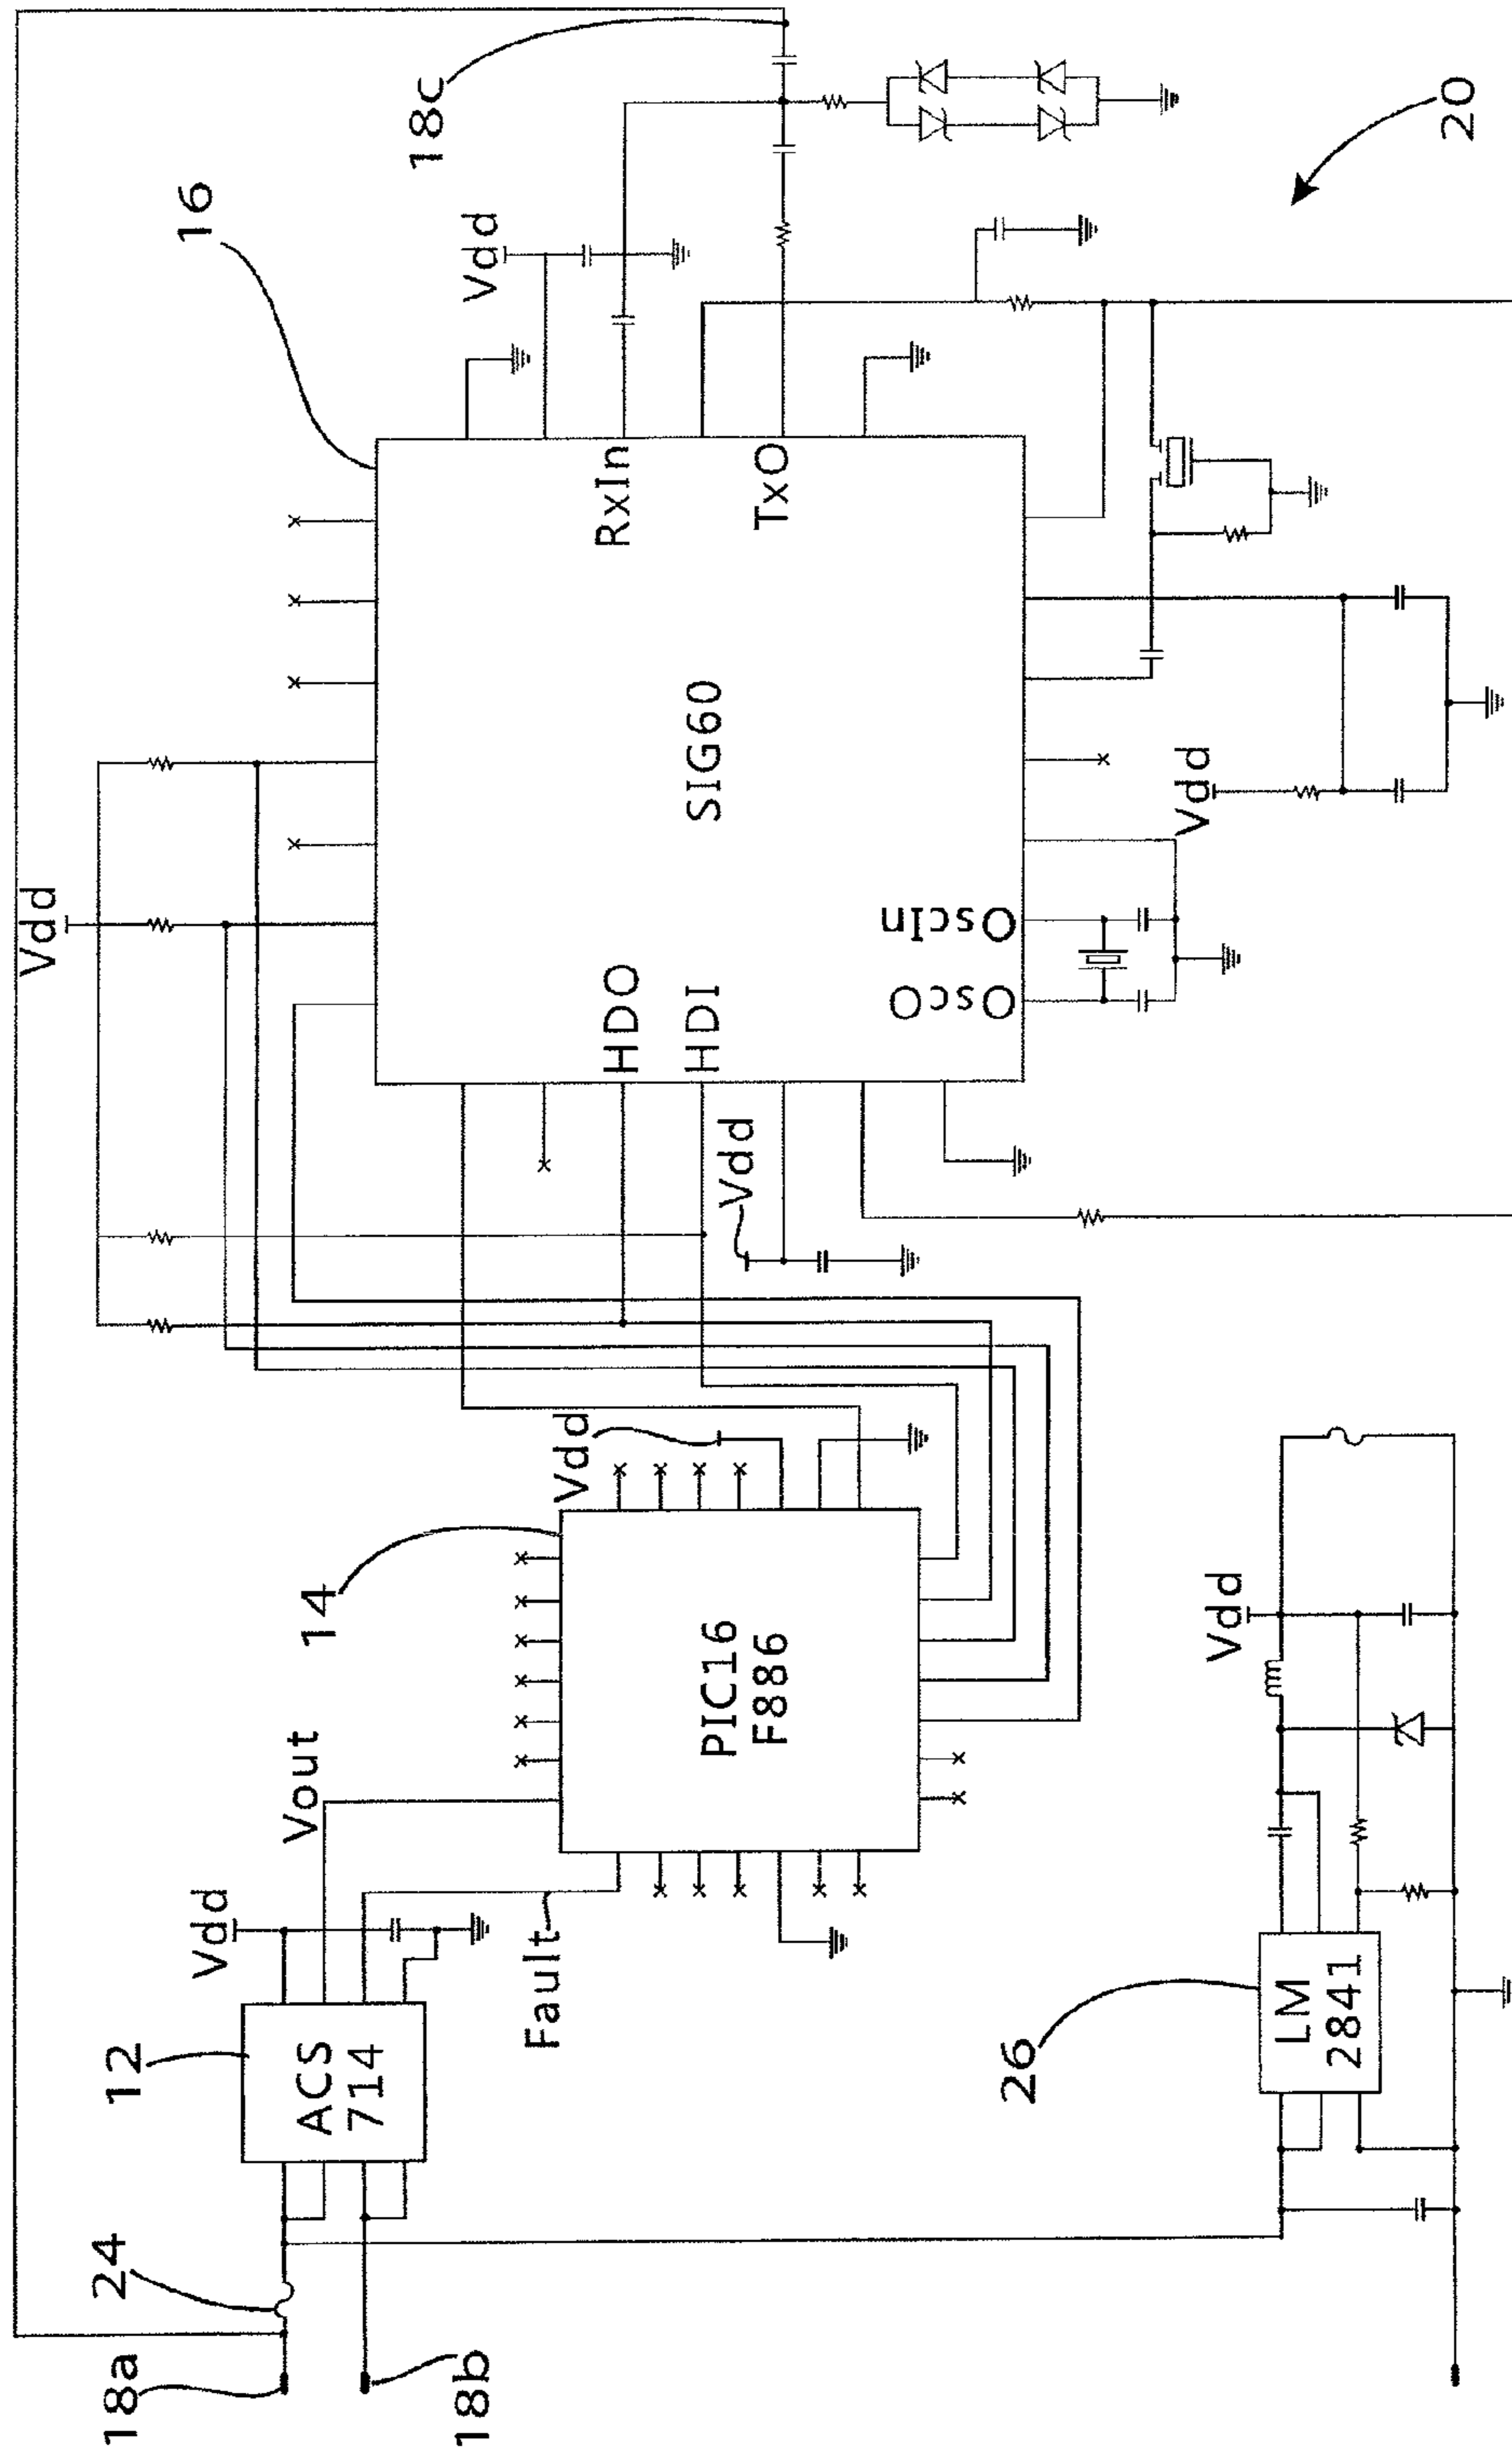 18a
24
12
ACS
714
Vdd
Vout
Fault
18b
14
PIC16
F886
Vdd
Vdd
16
SIG60
HDO
HDI
Vdd
RxIn
TxO
OscO
OscIn
Vdd
18c
Vdd
20
26
LM
2841
Vdd